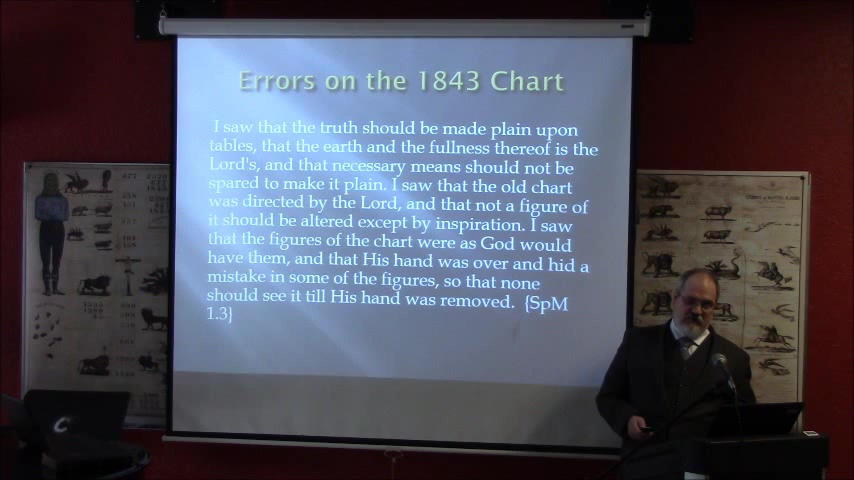 Errors on the 1843 Chart
I saw that the truth should be made plain upon
tables, that the earth and the fullness thereof is the
Lord's, and that necessary means should not be
spared to make it plain. I saw that the old chart
was directed by the Lord, and that not a figure of
it should be altered except by inspiration. I saw
that the figures of the chart were as God would
have them, and that His hand was over and hid a
mistake in some of the figures, so that none
should see it till His hand was removed. {SpM
1.3}